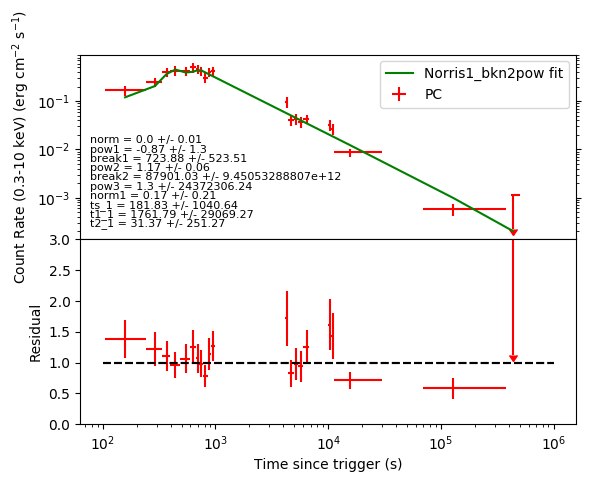 Count Rate (0.3-10 keV) (erg cm⁻² s⁻¹)
10⁻¹
10⁻²
10⁻³
Norris1_bkn2pow fit
PC
norm = 0.0 +/- 0.01
pow1 = -0.87 +/- 1.3
break1 = 723.88 +/- 523.51
pow2 = 1.17 +/- 0.06
break2 = 87901.03 +/- 9.45053288807e+12
pow3 = 1.3 +/- 24372306.24
norm1 = 0.17 +/- 0.21
ts_1 = 181.83 +/- 1040.64
t1_1 = 1761.79 +/- 29069.27
t2_1 = 31.37 +/- 251.27
Residual
3.0
2.5
2.0
1.5
1.0
0.5
0.0
10² 10³ 10⁴ 10⁵ 10⁶
Time since trigger (s)